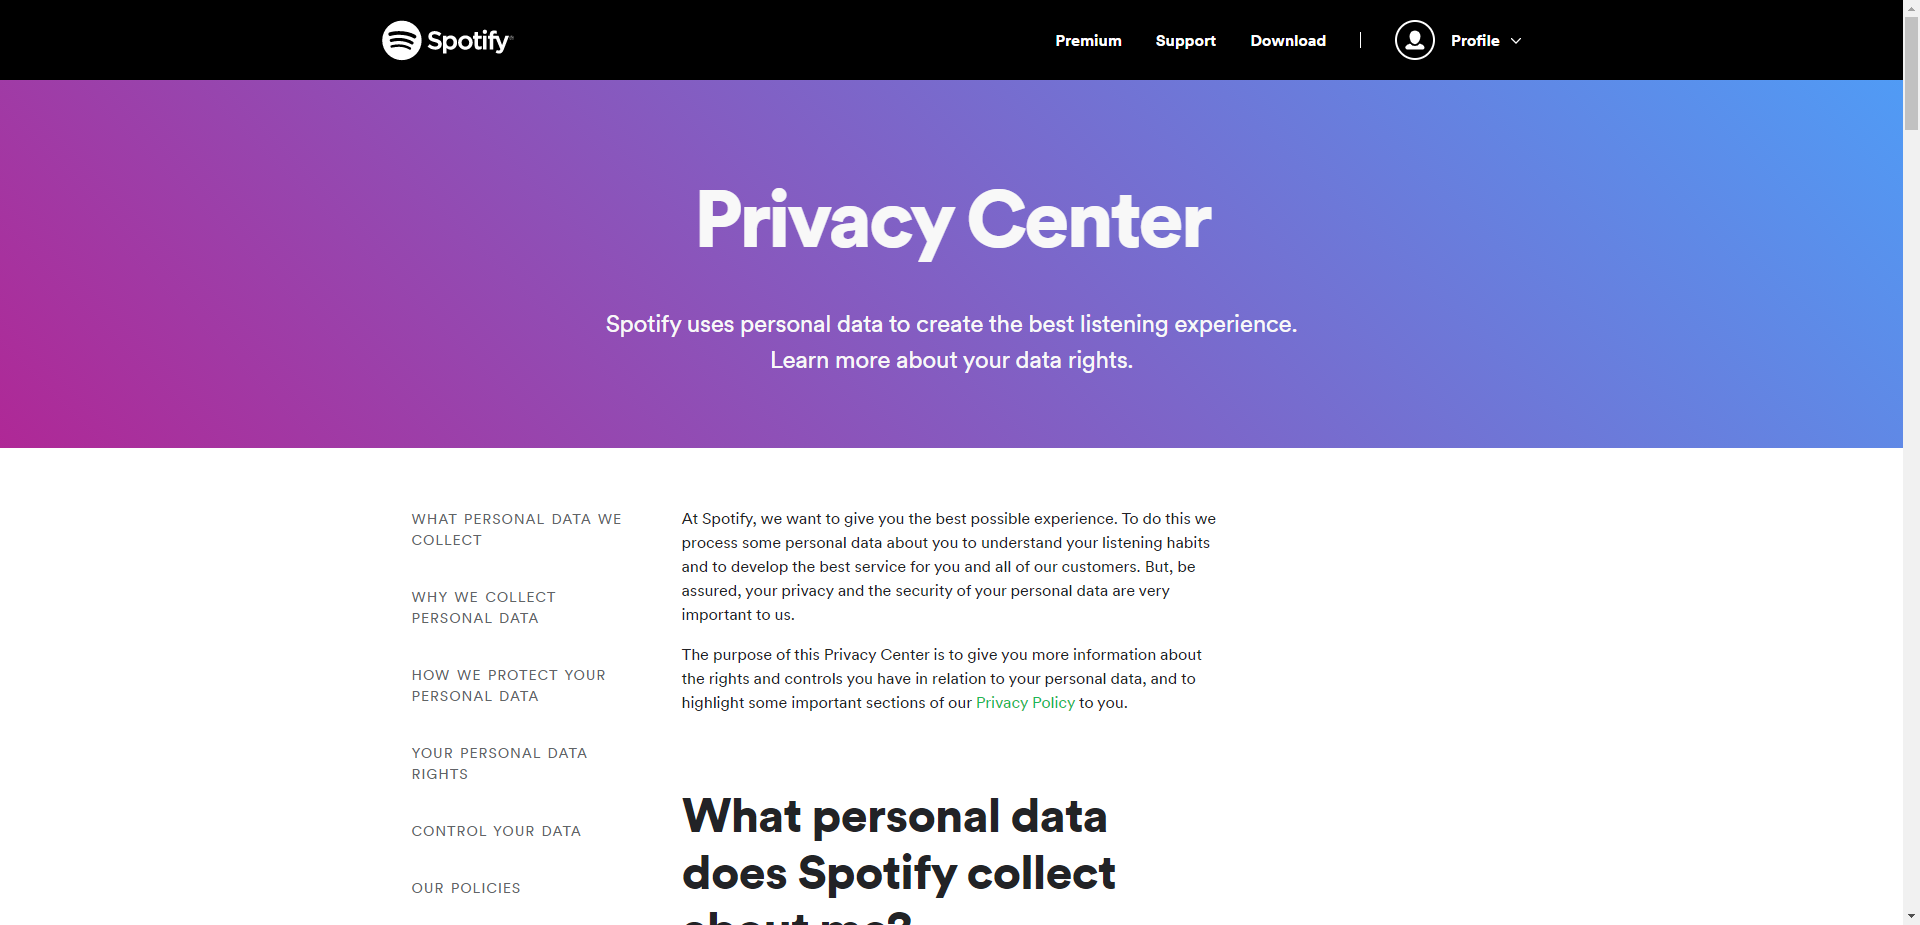 Spotify
Premium
Support
Download
Profile
Privacy Center
Spotify uses personal data to create the best listening experience.
Learn more about your data rights.
WHAT PERSONAL DATA WE
COLLECT
WHY WE COLLECT
PERSONAL DATA
HOW WE PROTECT YOUR
PERSONAL DATA
YOUR PERSONAL DATA
RIGHTS
CONTROL YOUR DATA
OUR POLICIES
At Spotify, we want to give you the best possible experience. To do this we
process some personal data about you to understand your listening habits
and to develop the best service for you and all of our customers. But, be
assured, your privacy and the security of your personal data are very
important to us.
The purpose of this Privacy Center is to give you more information about
the rights and controls you have in relation to your personal data, and to
highlight some important sections of our Privacy Policy to you.
What personal data
does Spotify collect
about me?